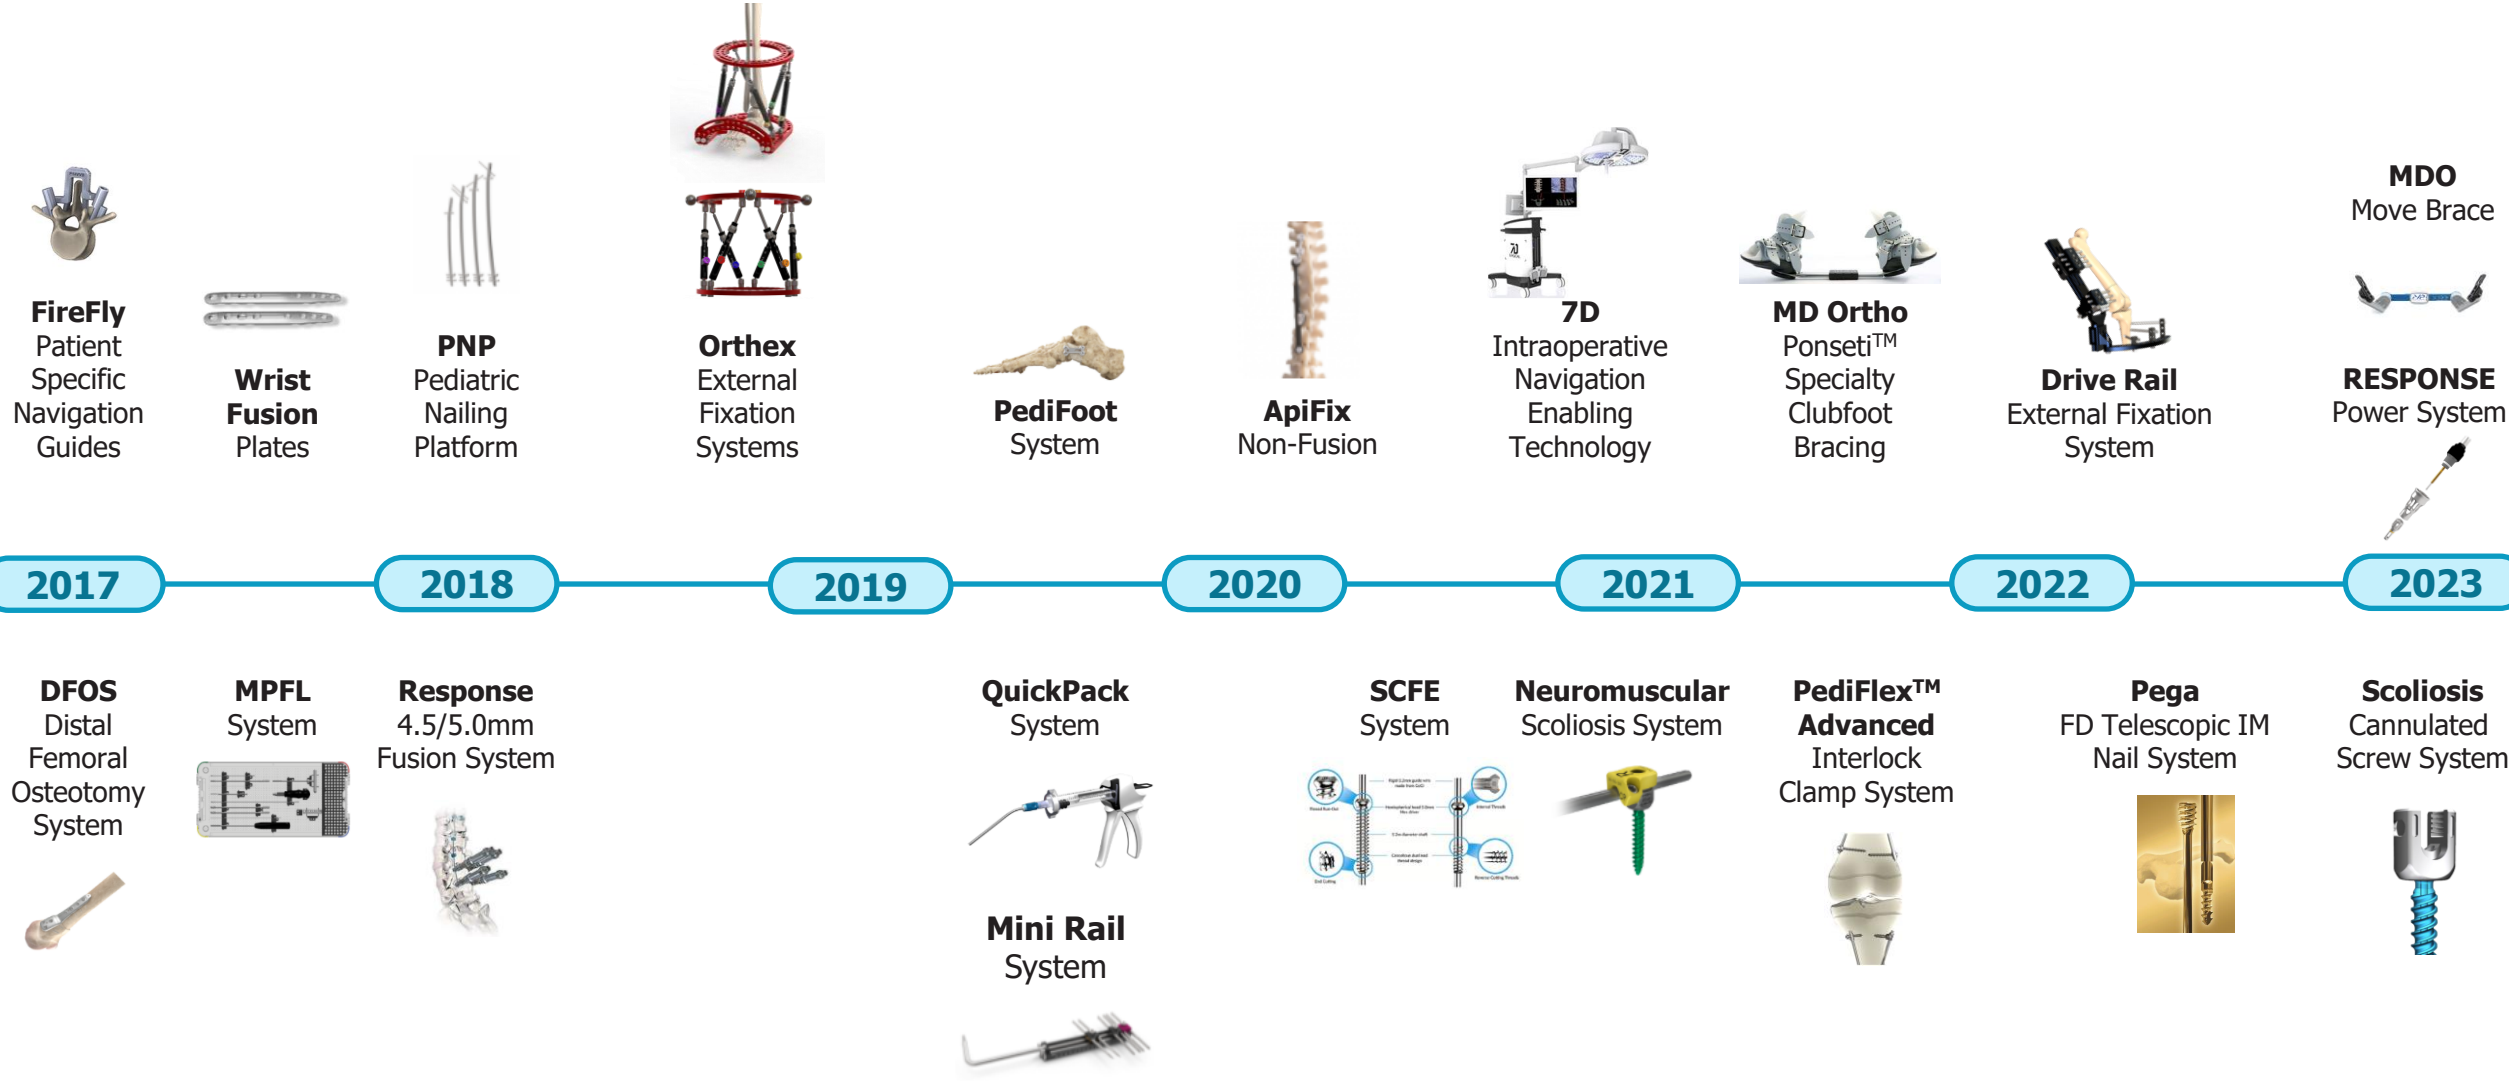 FireFly
Patient
Specific
Navigation
Guides
Wrist
Fusion
Plates
PNP
Pediatric
Nailing
Platform
Orthex
External
Fixation
Systems
PediFoot
System
ApiFix
Non-Fusion
7D
Intraoperative
Navigation
Enabling
Technology
MD Ortho
Ponseti™
Specialty
Clubfoot
Bracing
Drive Rail
External Fixation
System
MDO
Move Brace
RESPONSE
Power System
2017
2018
2019
2020
2021
2022
2023
DFOS
Distal
Femoral
Osteotomy
System
MPFL
System
Response
4.5/5.0mm
Fusion System
QuickPack
System
Mini Rail
System
SCFE
System
Neuromuscular
Scoliosis System
PediFlex™
Advanced
Interlock
Clamp System
Pega
FD Telescopic IM
Nail System
Scoliosis
Cannulated
Screw System